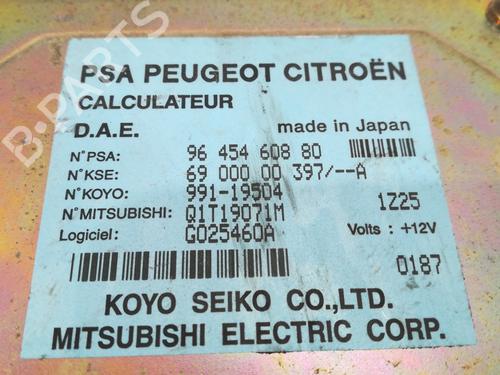 B-PARTS
PSA PEUGEOT CITROËN
CALCULATEUR
D.A.E. made in Japan
N°PSA: 96 454 608 80
N°KSE: 69 000 00 397/--A
N°KOYO: 991-19504
N°MITSUBISHI: Q1T19071M 1Z25
Logiciel: G025460A Volts : +12V
0187
KOYO SEIKO CO.,LTD.
MITSUBISHI ELECTRIC CORP.